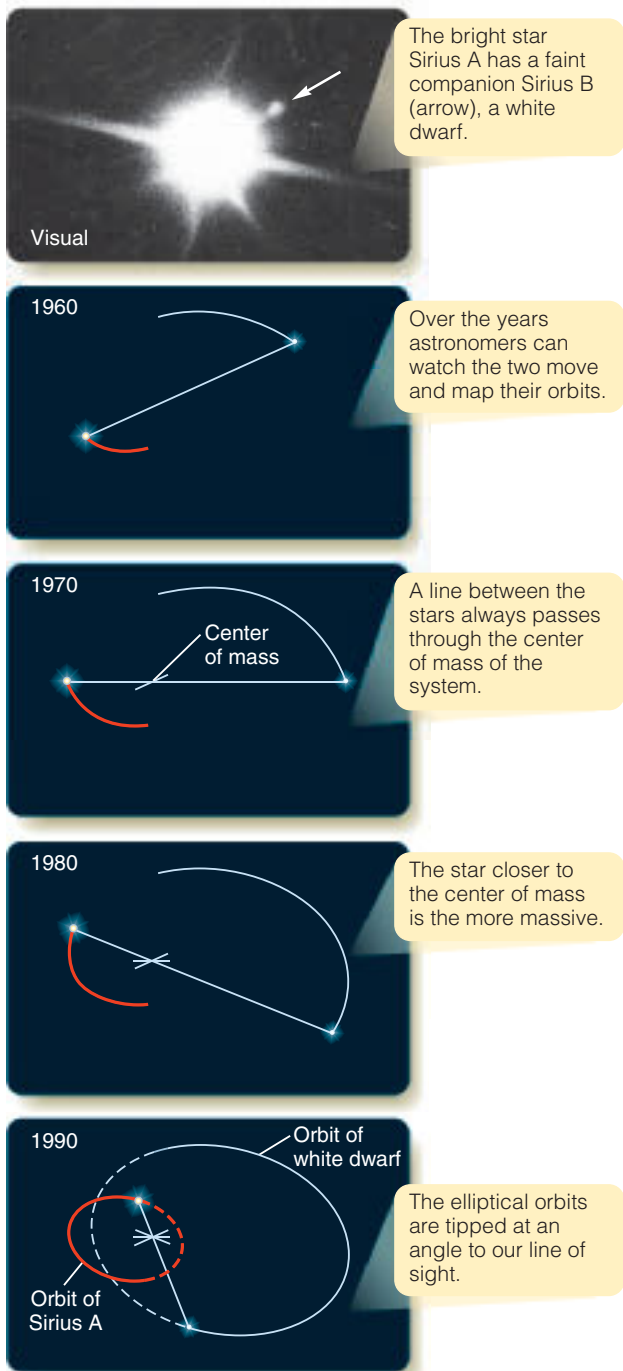 The bright star
Sirius A has a faint
companion Sirius B
(arrow), a white
dwarf.
Visual
1960
Over the years
astronomers can
watch the two move
and map their orbits.
1970
Center
of mass
A line between the
stars always passes
through the center
of mass of the
system.
1980
The star closer to
the center of mass
is the more massive.
1990
Orbit of
white dwarf
The elliptical orbits
are tipped at an
angle to our line of
sight.
Orbit of
Sirius A